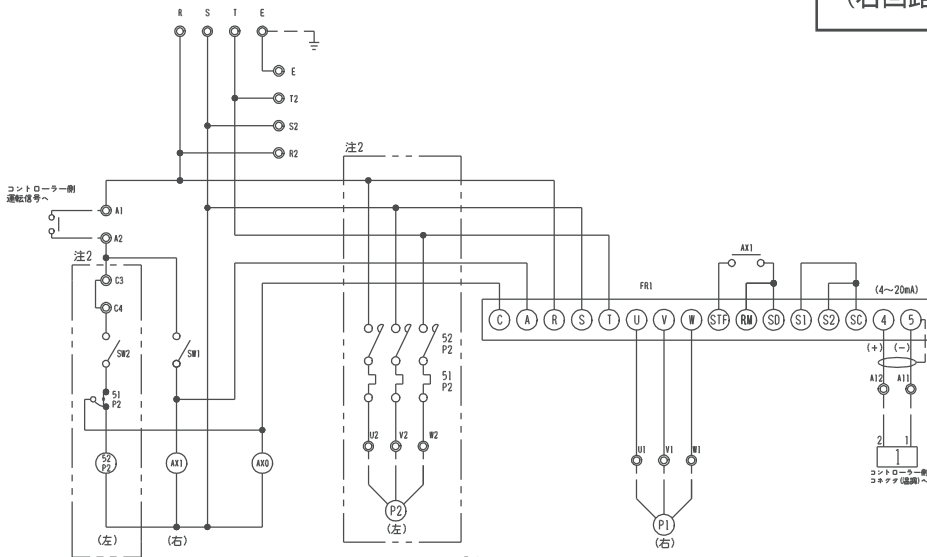 (右回路
R S T E
E
T2
S2
R2
注2
コントローラー側
運転信号へ
A1
A2
注2
C3
C4
SW2
SW1
51
P2
52
P2
AX1
AX0
(左)
(右)
52
P2
51
P2
U2 V2 W2
P2
(左)
FR1
AX1
(4～20mA)
C A R S T U V W STF RM SD S1 S2 SC 4 5
(+) (-)
A12 A11
2 1
1
コントローラー側
コネクタ(温調)へ
U1 V1 W1
P1
(右)